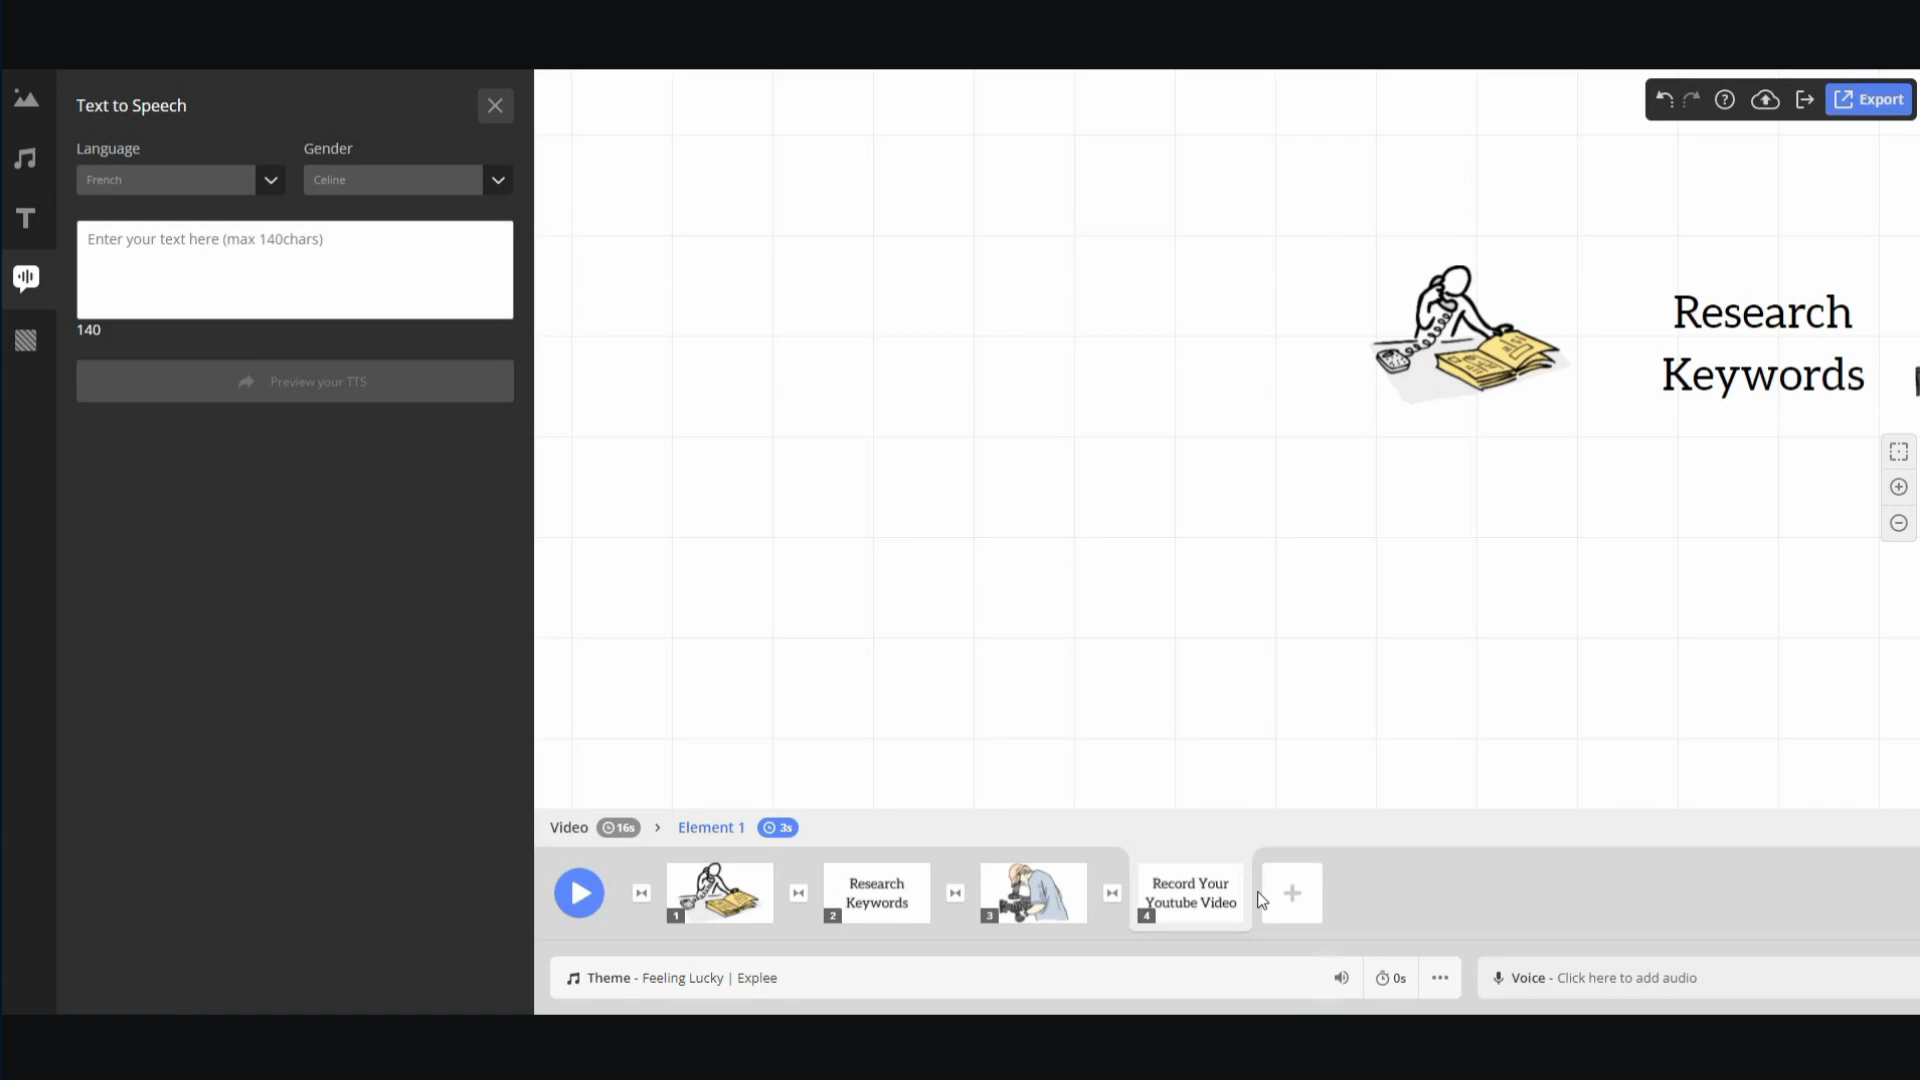 Text to Speech
Export
Language
Gender
French
Celine
Enter your text here (max 140chars)
140
Preview your TTS
Research
Keywords
Video 16s > Element 1 3s
1
Research
Keywords
2
3
Record Your
Youtube Video
4
Theme - Feeling Lucky | Explee
0s
Voice - Click here to add audio